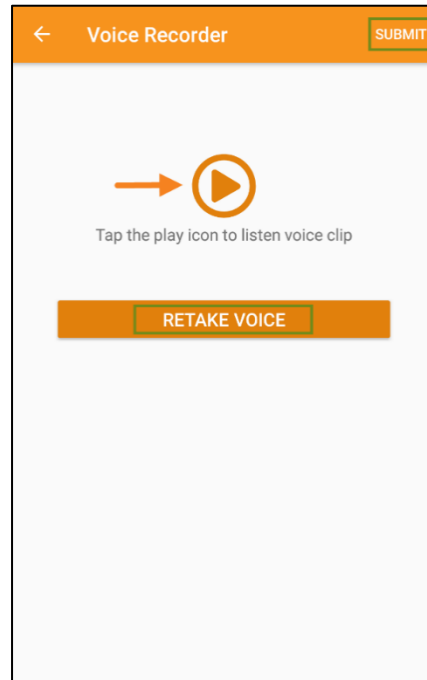 Voice Recorder
SUBMIT
Tap the play icon to listen voice clip
RETAKE VOICE